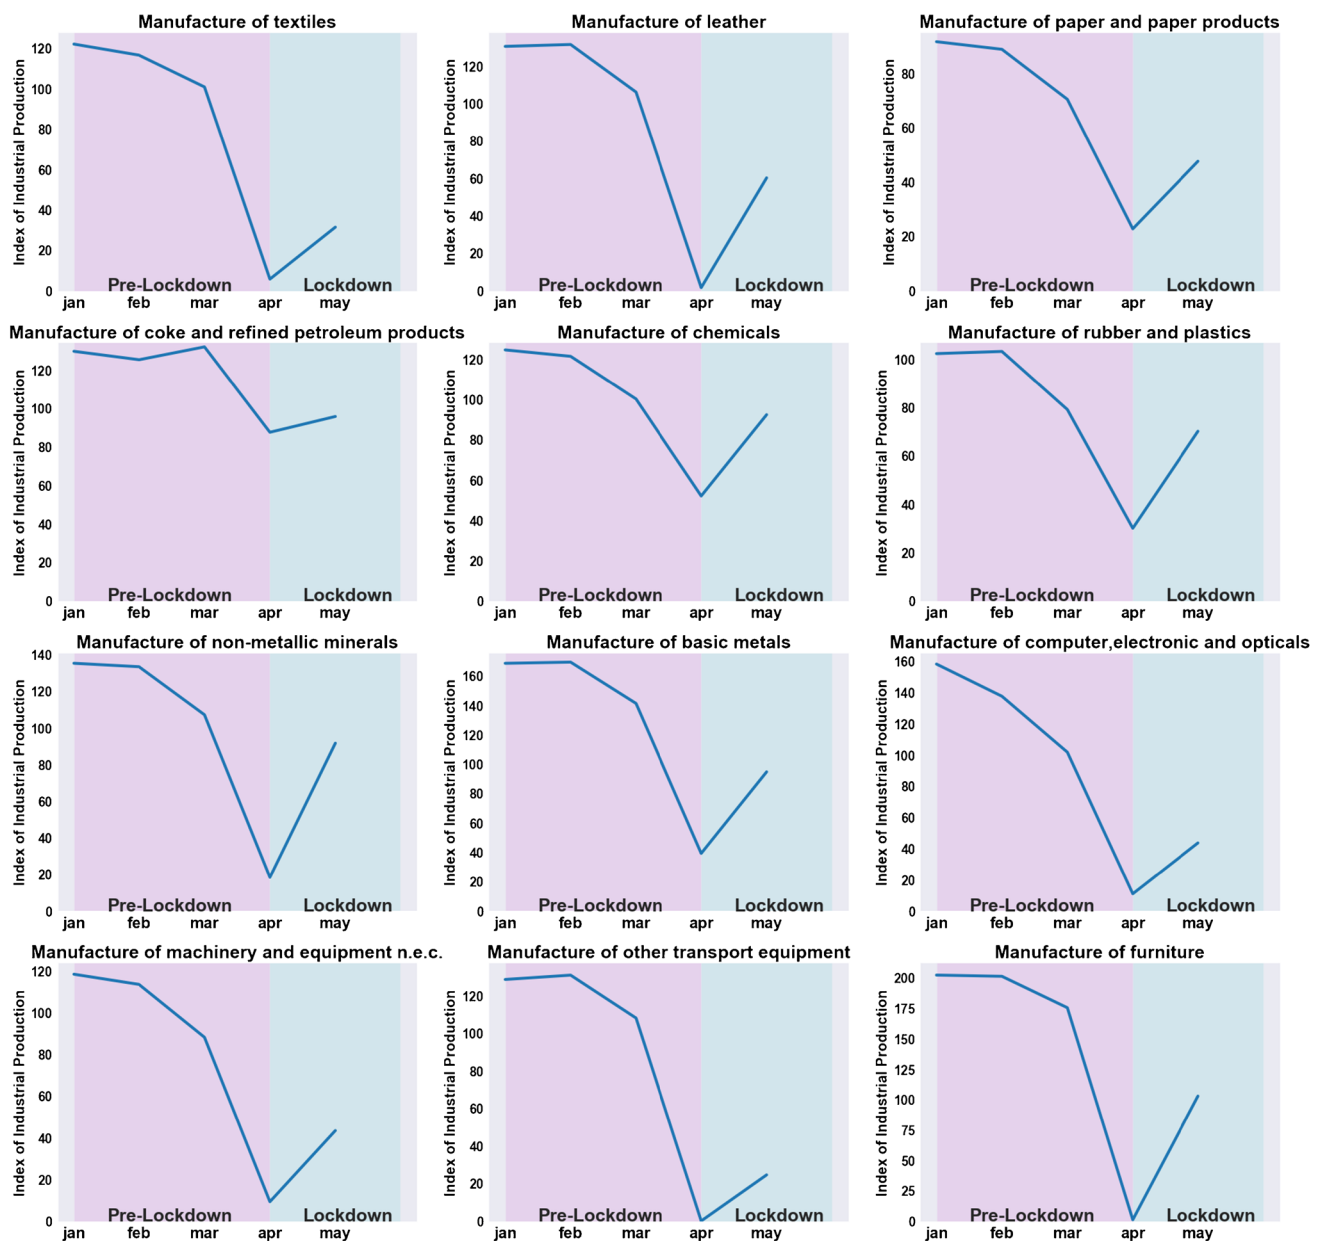 Manufacture of textiles
Index of Industrial Production
120
100
80
60
40
20
0
Pre-Lockdown Lockdown
jan feb mar apr may
Manufacture of leather
Index of Industrial Production
120
100
80
60
40
20
0
Pre-Lockdown Lockdown
jan feb mar apr may
Manufacture of paper and paper products
Index of Industrial Production
80
60
40
20
0
Pre-Lockdown Lockdown
jan feb mar apr may
Manufacture of coke and refined petroleum products
Index of Industrial Production
120
100
80
60
40
20
0
Pre-Lockdown Lockdown
jan feb mar apr may
Manufacture of chemicals
Index of Industrial Production
120
100
80
60
40
20
0
Pre-Lockdown Lockdown
jan feb mar apr may
Manufacture of rubber and plastics
Index of Industrial Production
100
80
60
40
20
0
Pre-Lockdown Lockdown
jan feb mar apr may
Manufacture of non-metallic minerals
Index of Industrial Production
140
120
100
80
60
40
20
0
Pre-Lockdown Lockdown
jan feb mar apr may
Manufacture of basic metals
Index of Industrial Production
160
140
120
100
80
60
40
20
0
Pre-Lockdown Lockdown
jan feb mar apr may
Manufacture of computer,electronic and opticals
Index of Industrial Production
160
140
120
100
80
60
40
20
0
Pre-Lockdown Lockdown
jan feb mar apr may
Manufacture of machinery and equipment n.e.c.
Index of Industrial Production
120
100
80
60
40
20
0
Pre-Lockdown Lockdown
jan feb mar apr may
Manufacture of other transport equipment
Index of Industrial Production
120
100
80
60
40
20
0
Pre-Lockdown Lockdown
jan feb mar apr may
Manufacture of furniture
Index of Industrial Production
200
175
150
125
100
75
50
25
0
Pre-Lockdown Lockdown
jan feb mar apr may